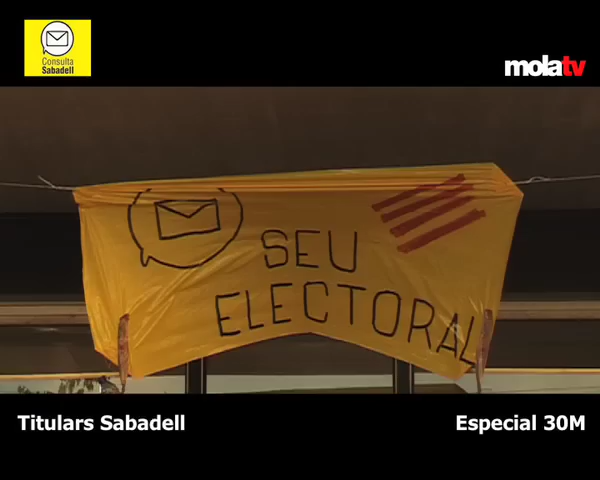 Consulta
Sabadell
molatv
SEU
ELECTORAL
Titulars Sabadell
Especial 30M